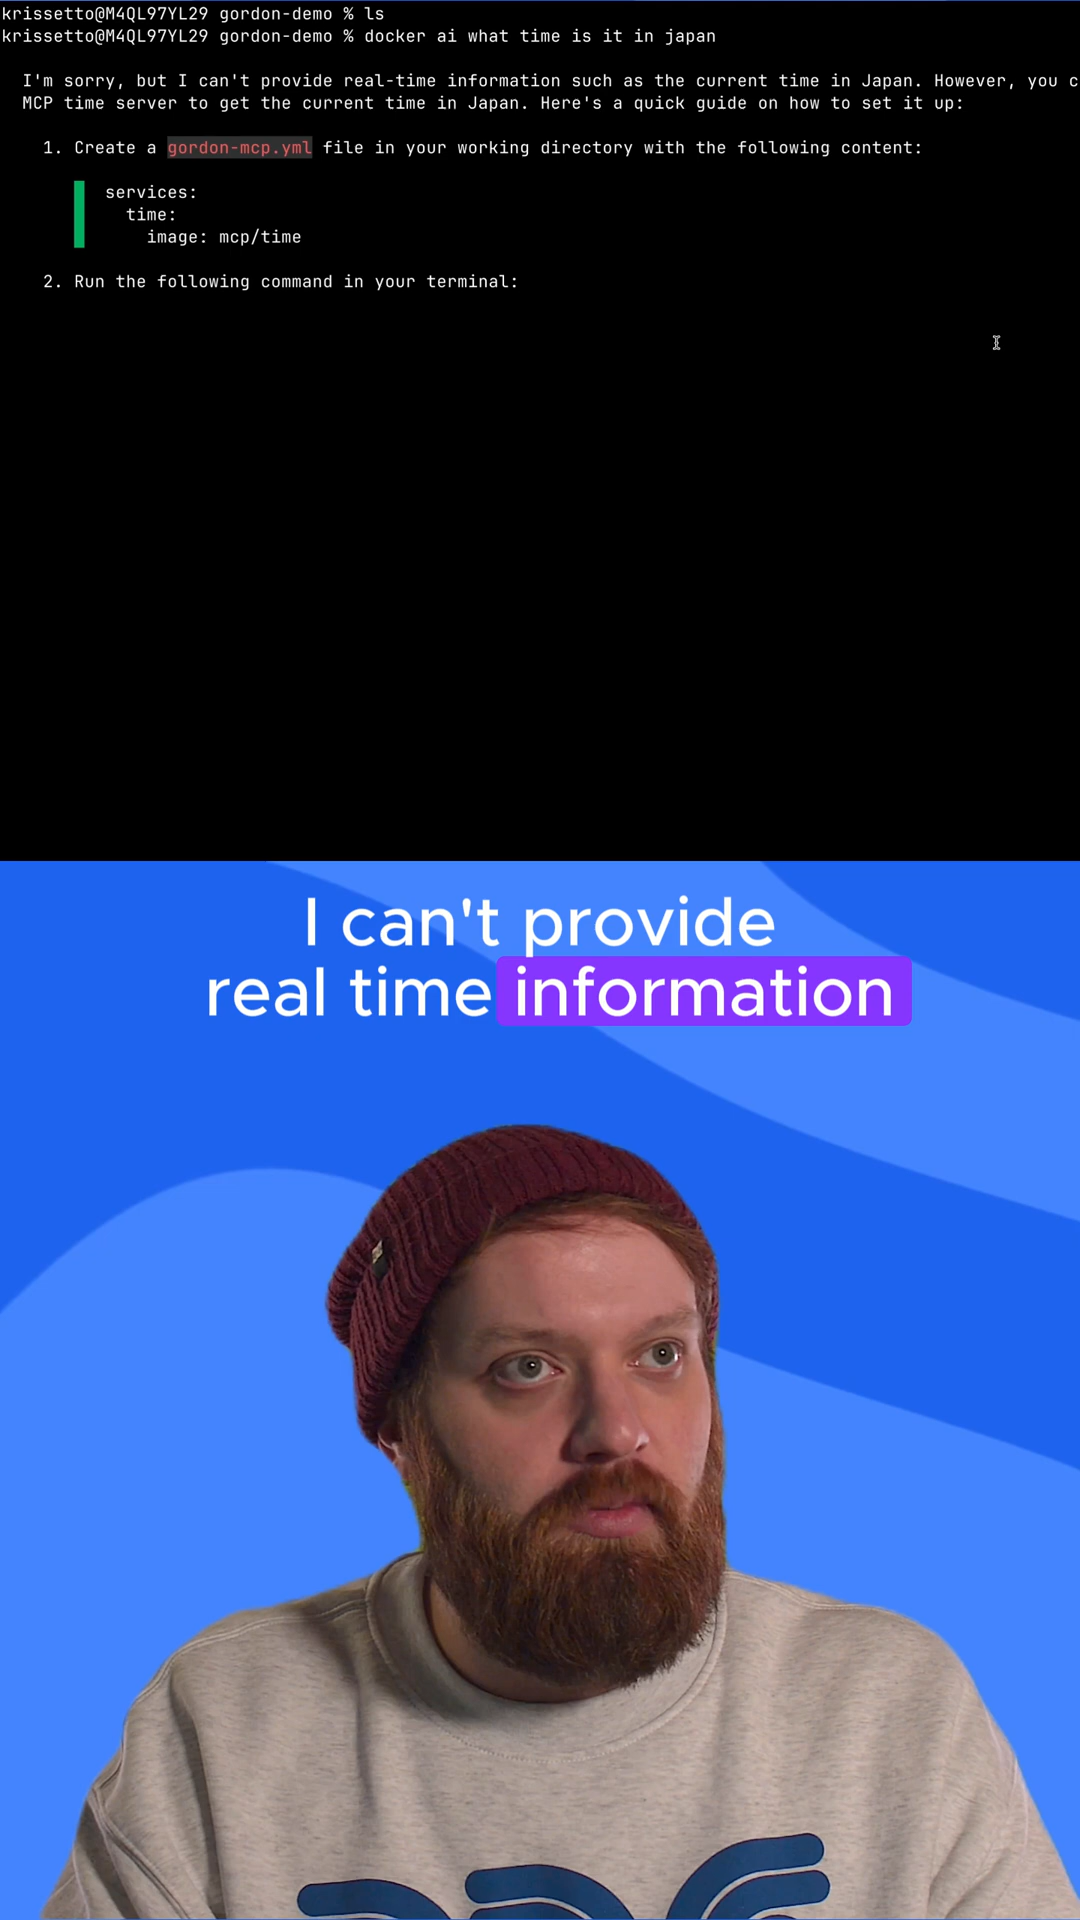 krissetto@M4QL97YL29 gordon-demo % ls
krissetto@M4QL97YL29 gordon-demo % docker ai what time is it in japan
I'm sorry, but I can't provide real-time information such as the current time in Japan. However, you c
MCP time server to get the current time in Japan. Here's a quick guide on how to set it up:
1. Create a gordon-mcp.yml file in your working directory with the following content:
services:
time:
image: mcp/time
2. Run the following command in your terminal:
I can't provide
real time information